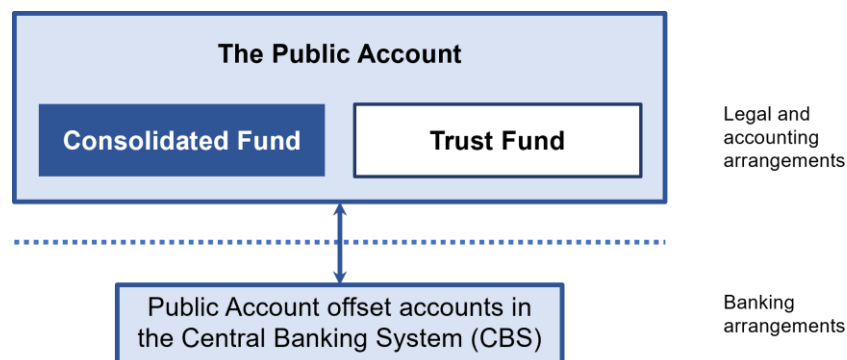 The Public Account
Consolidated Fund
Trust Fund
Legal and
accounting
arrangements
Public Account offset accounts in
the Central Banking System (CBS)
Banking
arrangements